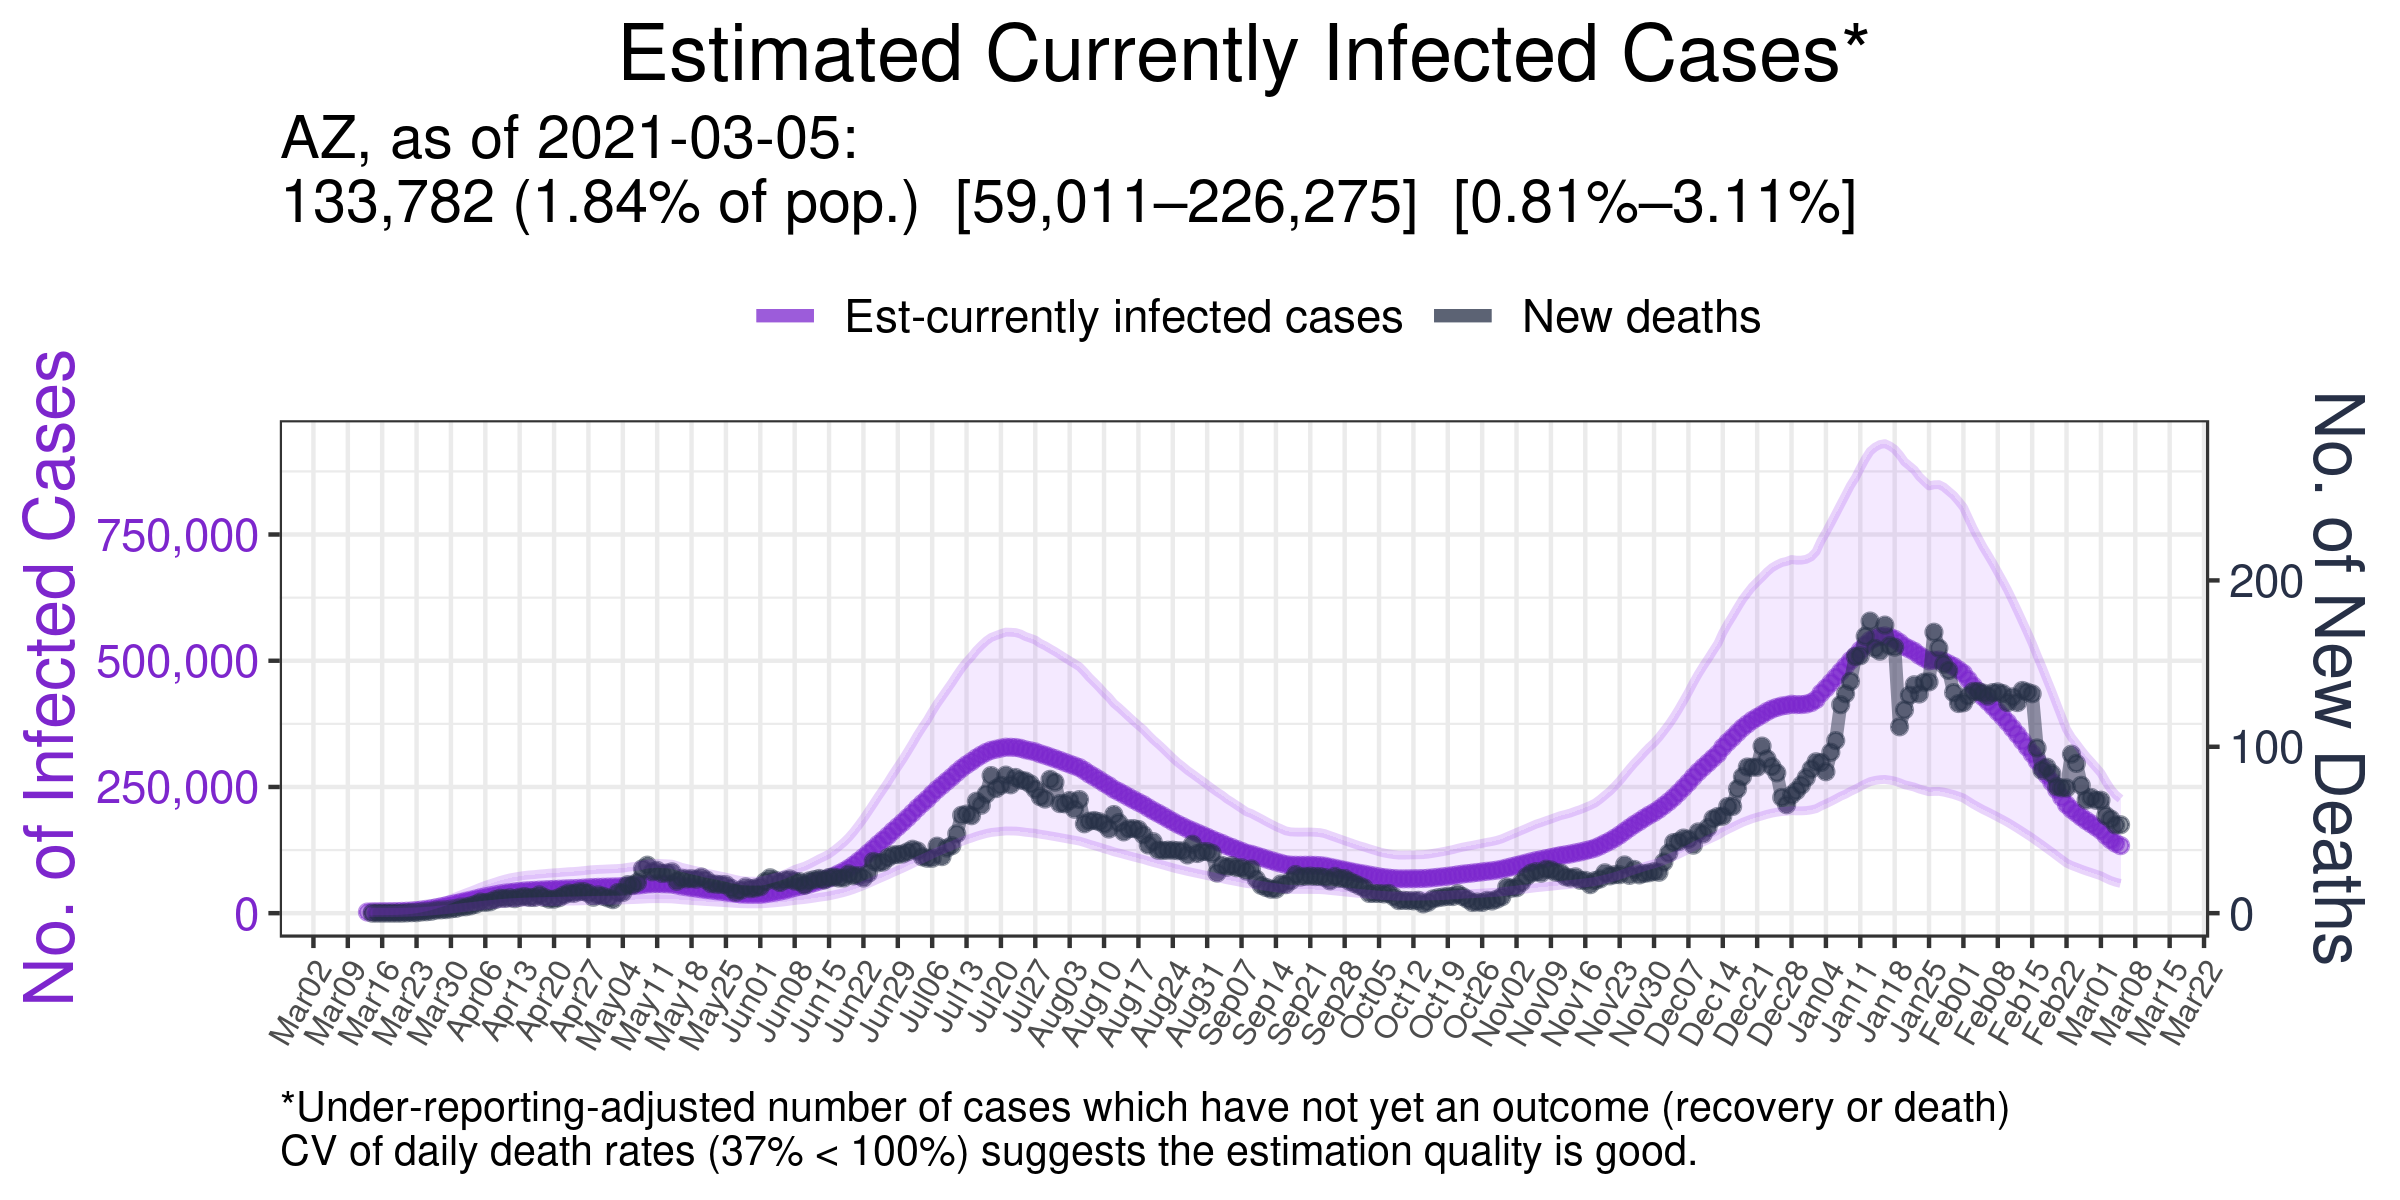 Estimated Currently Infected Cases*
AZ, as of 2021-03-05:
133,782 (1.84% of pop.)  [59,011–226,275]  [0.81%–3.11%]
Est-currently infected cases
New deaths
No. of Infected Cases
750,000
500,000
250,000
0
200
100
0
No. of New Deaths
Mar02
Mar09
Mar16
Mar23
Mar30
Apr06
Apr13
Apr20
Apr27
May04
May11
May18
May25
Jun01
Jun08
Jun15
Jun22
Jun29
Jul06
Jul13
Jul20
Jul27
Aug03
Aug10
Aug17
Aug24
Aug31
Sep07
Sep14
Sep21
Sep28
Oct05
Oct12
Oct19
Oct26
Nov02
Nov09
Nov16
Nov23
Nov30
Dec07
Dec14
Dec21
Dec28
Jan04
Jan11
Jan18
Jan25
Feb01
Feb08
Feb15
Feb22
Mar01
Mar08
Mar15
Mar22
*Under-reporting-adjusted number of cases which have not yet an outcome (recovery or death)
CV of daily death rates (37% < 100%) suggests the estimation quality is good.